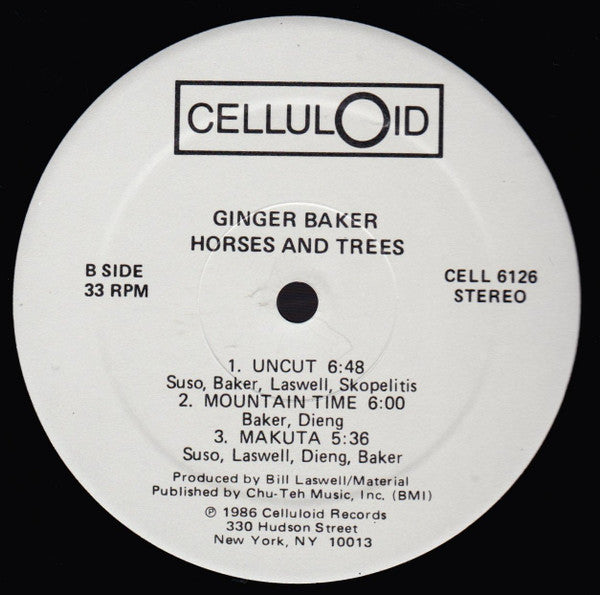 CELLULOID
GINGER BAKER
HORSES AND TREES
B SIDE
33 RPM
CELL 6126
STEREO
1. UNCUT 6:48
Suso, Baker, Laswell, Skopelitis
2. MOUNTAIN TIME 6:00
Baker, Dieng
3. MAKUTA 5:36
Suso, Laswell, Dieng, Baker
Produced by Bill Laswell/Material
Published by Chu-Teh Music, Inc. (BMI)
℗ 1986 Celluloid Records
330 Hudson Street
New York, NY 10013